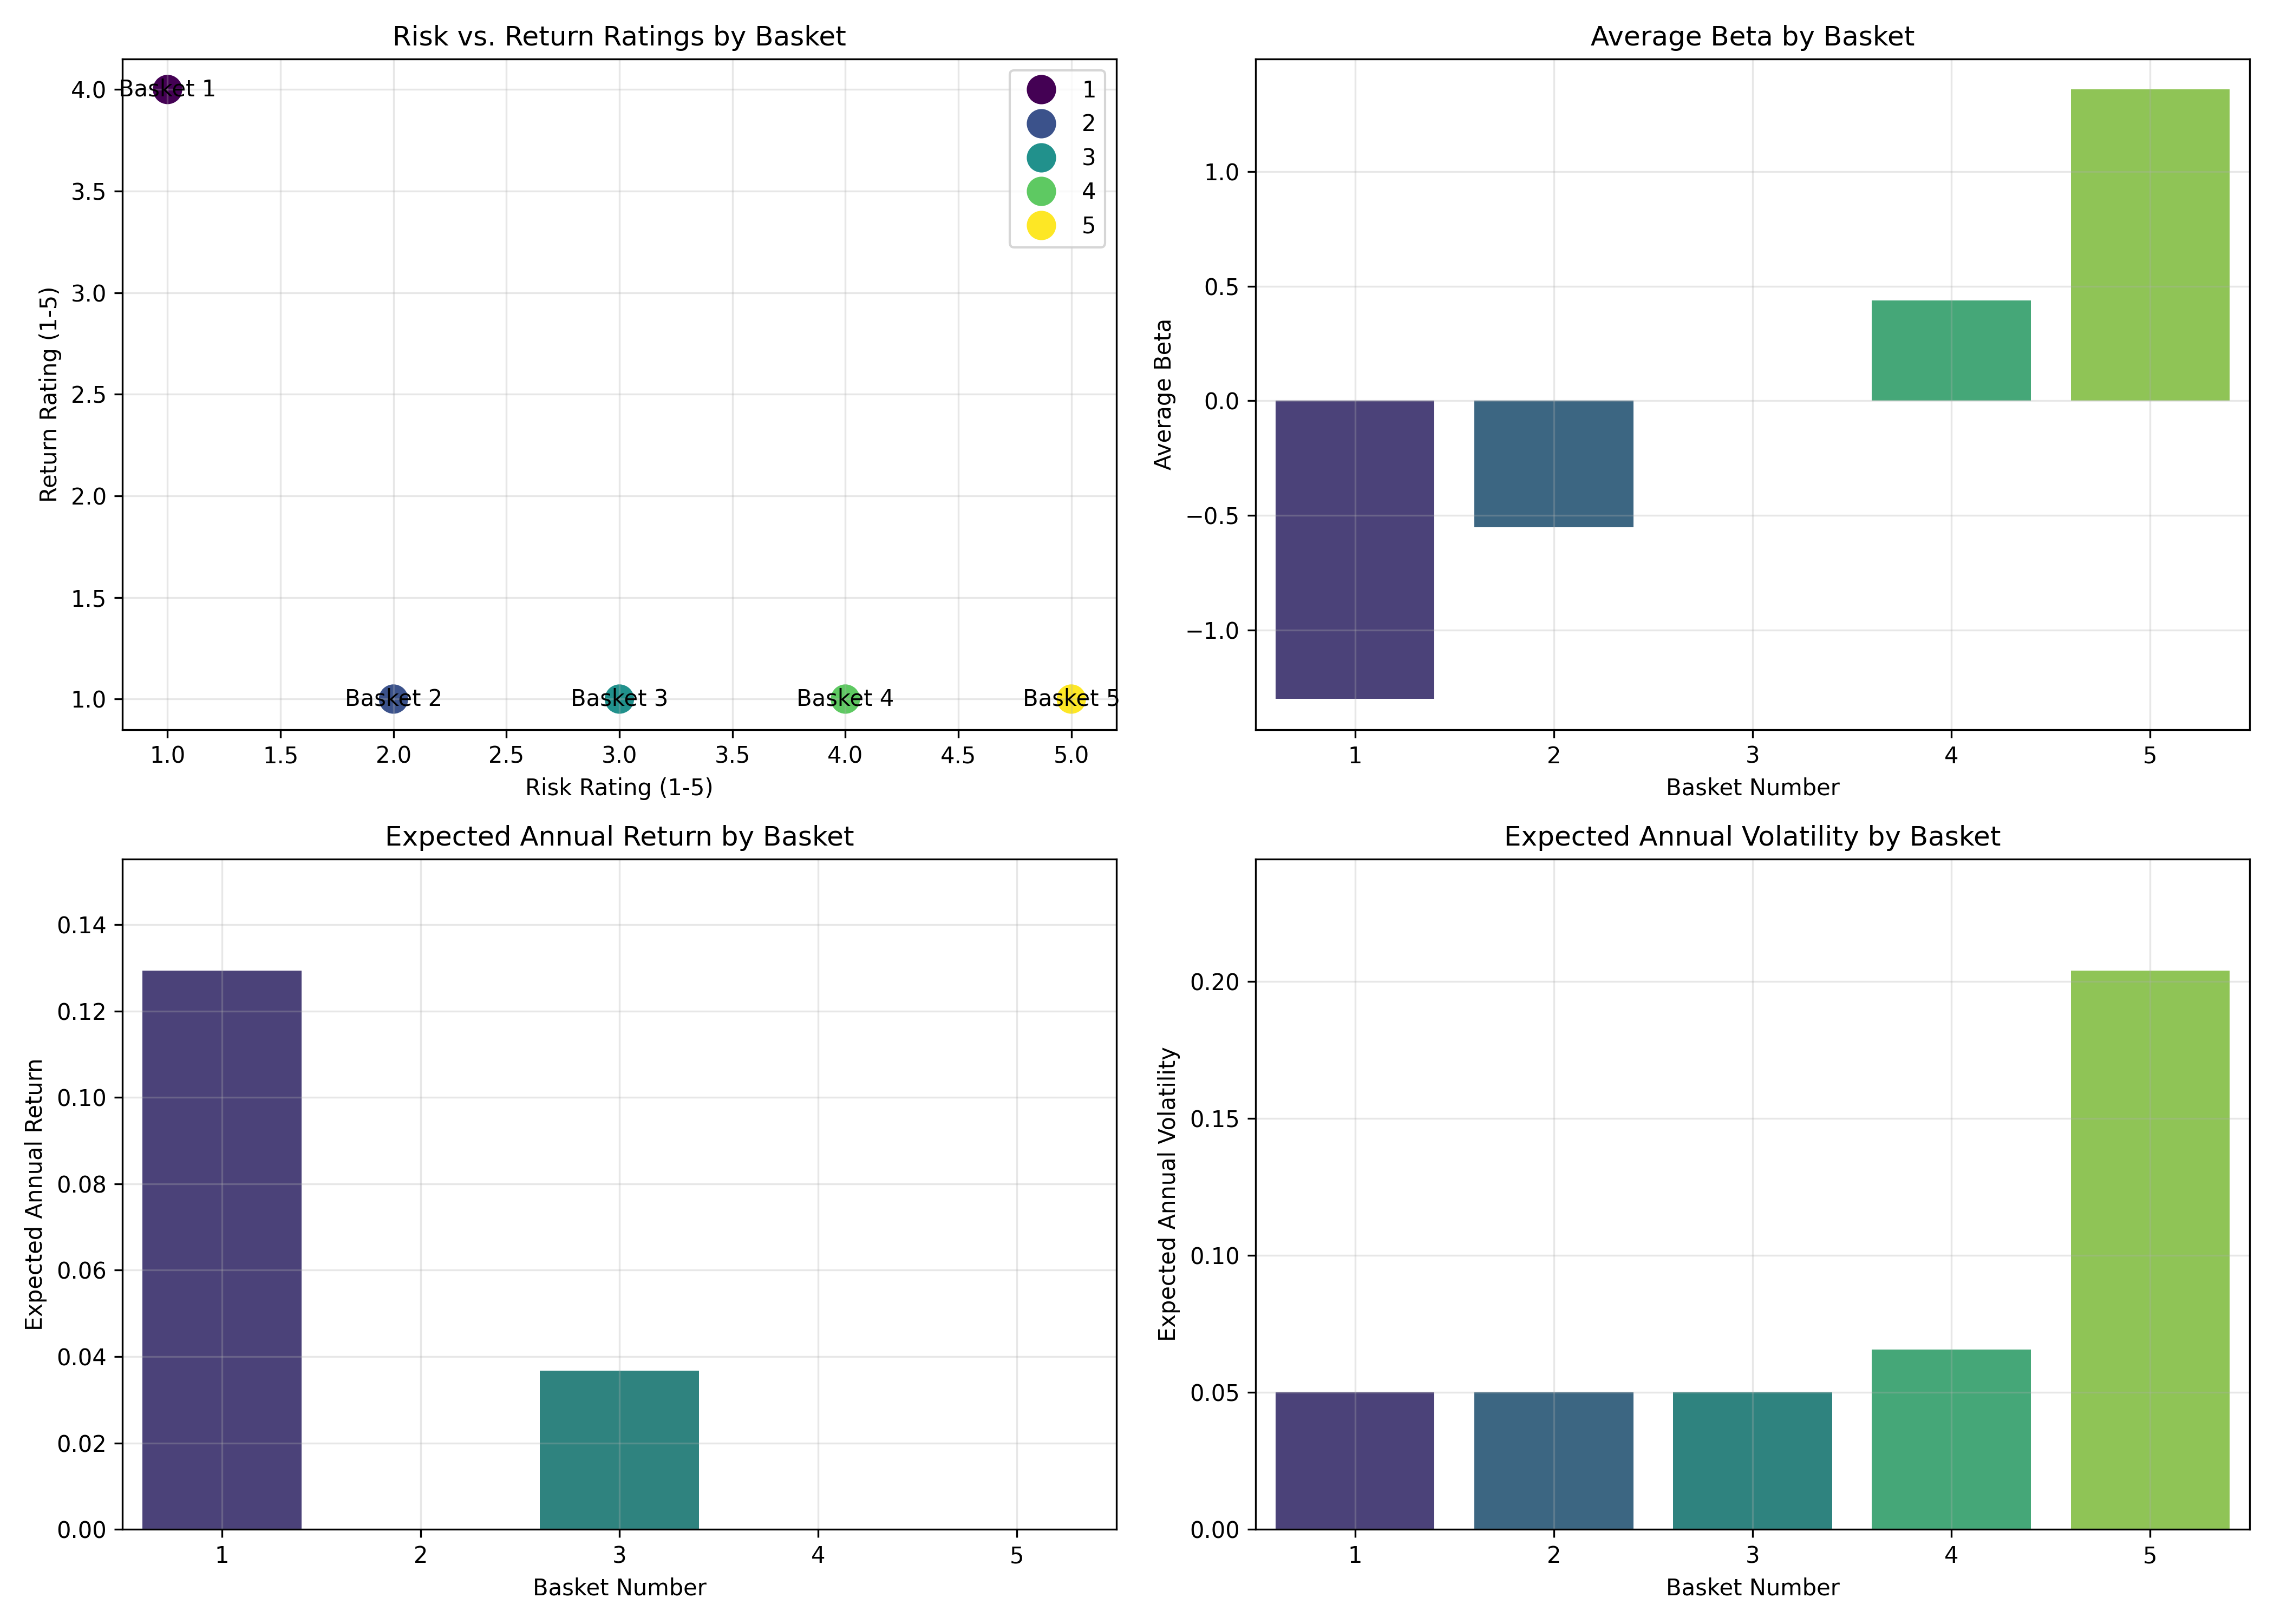 Risk vs. Return Ratings by Basket
Return Rating (1-5)
4.0
3.5
3.0
2.5
2.0
1.5
1.0
Basket 1
Basket 2
Basket 3
Basket 4
Basket 5
1
2
3
4
5
1.0 1.5 2.0 2.5 3.0 3.5 4.0 4.5 5.0
Risk Rating (1-5)
Average Beta by Basket
Average Beta
1.0
0.5
0.0
−0.5
−1.0
1 2 3 4 5
Basket Number
Expected Annual Return by Basket
Expected Annual Return
0.14
0.12
0.10
0.08
0.06
0.04
0.02
0.00
1 2 3 4 5
Basket Number
Expected Annual Volatility by Basket
Expected Annual Volatility
0.20
0.15
0.10
0.05
0.00
1 2 3 4 5
Basket Number